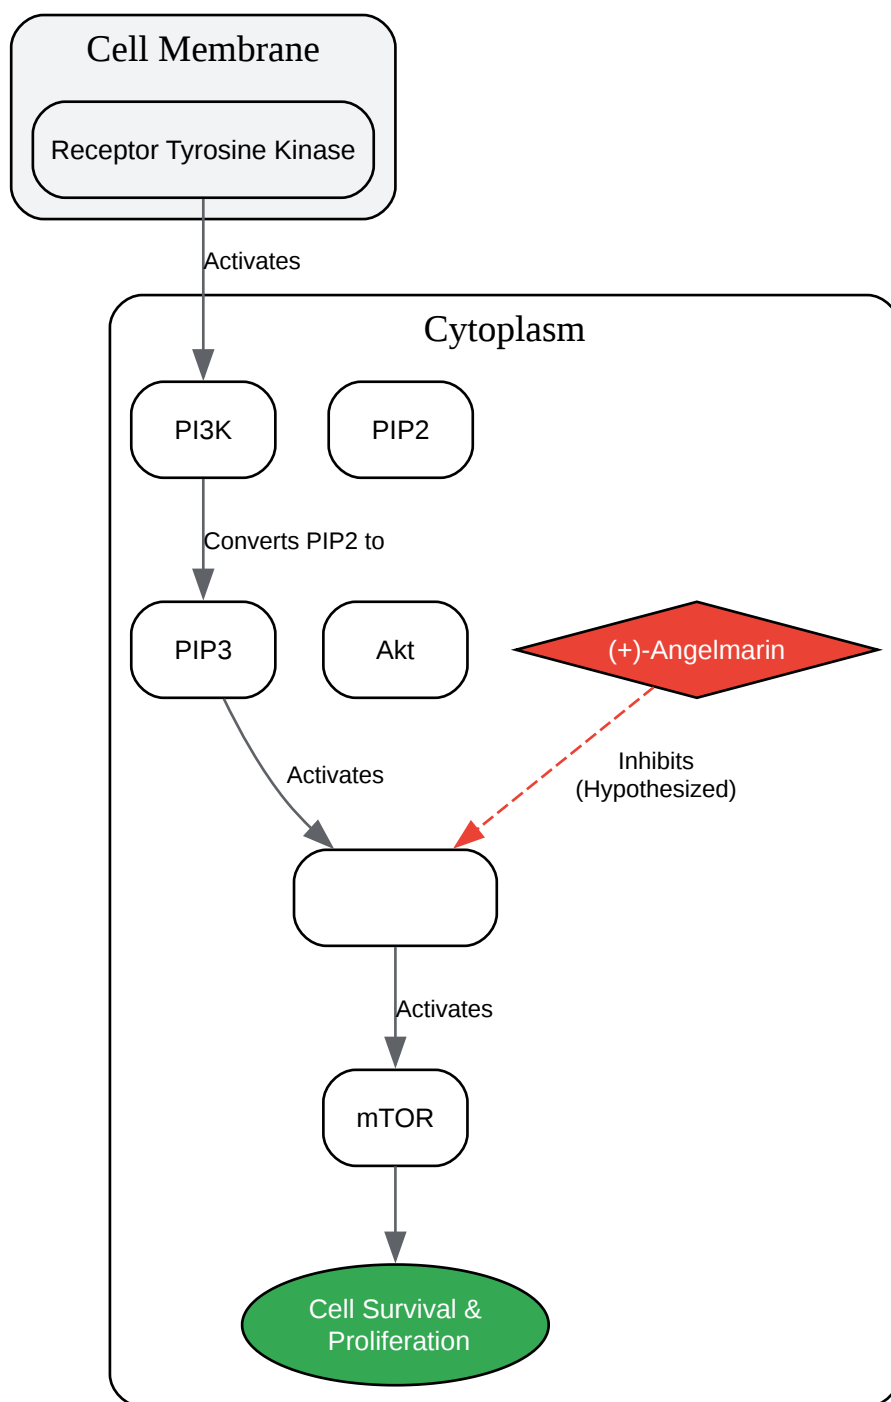 Cell Membrane
Receptor Tyrosine Kinase
Activates
Cytoplasm
PI3K
PIP2
Converts PIP2 to
PIP3
Akt
(+)-Angelmarin
Activates
Inhibits
(Hypothesized)
Activates
mTOR
Cell Survival &
Proliferation